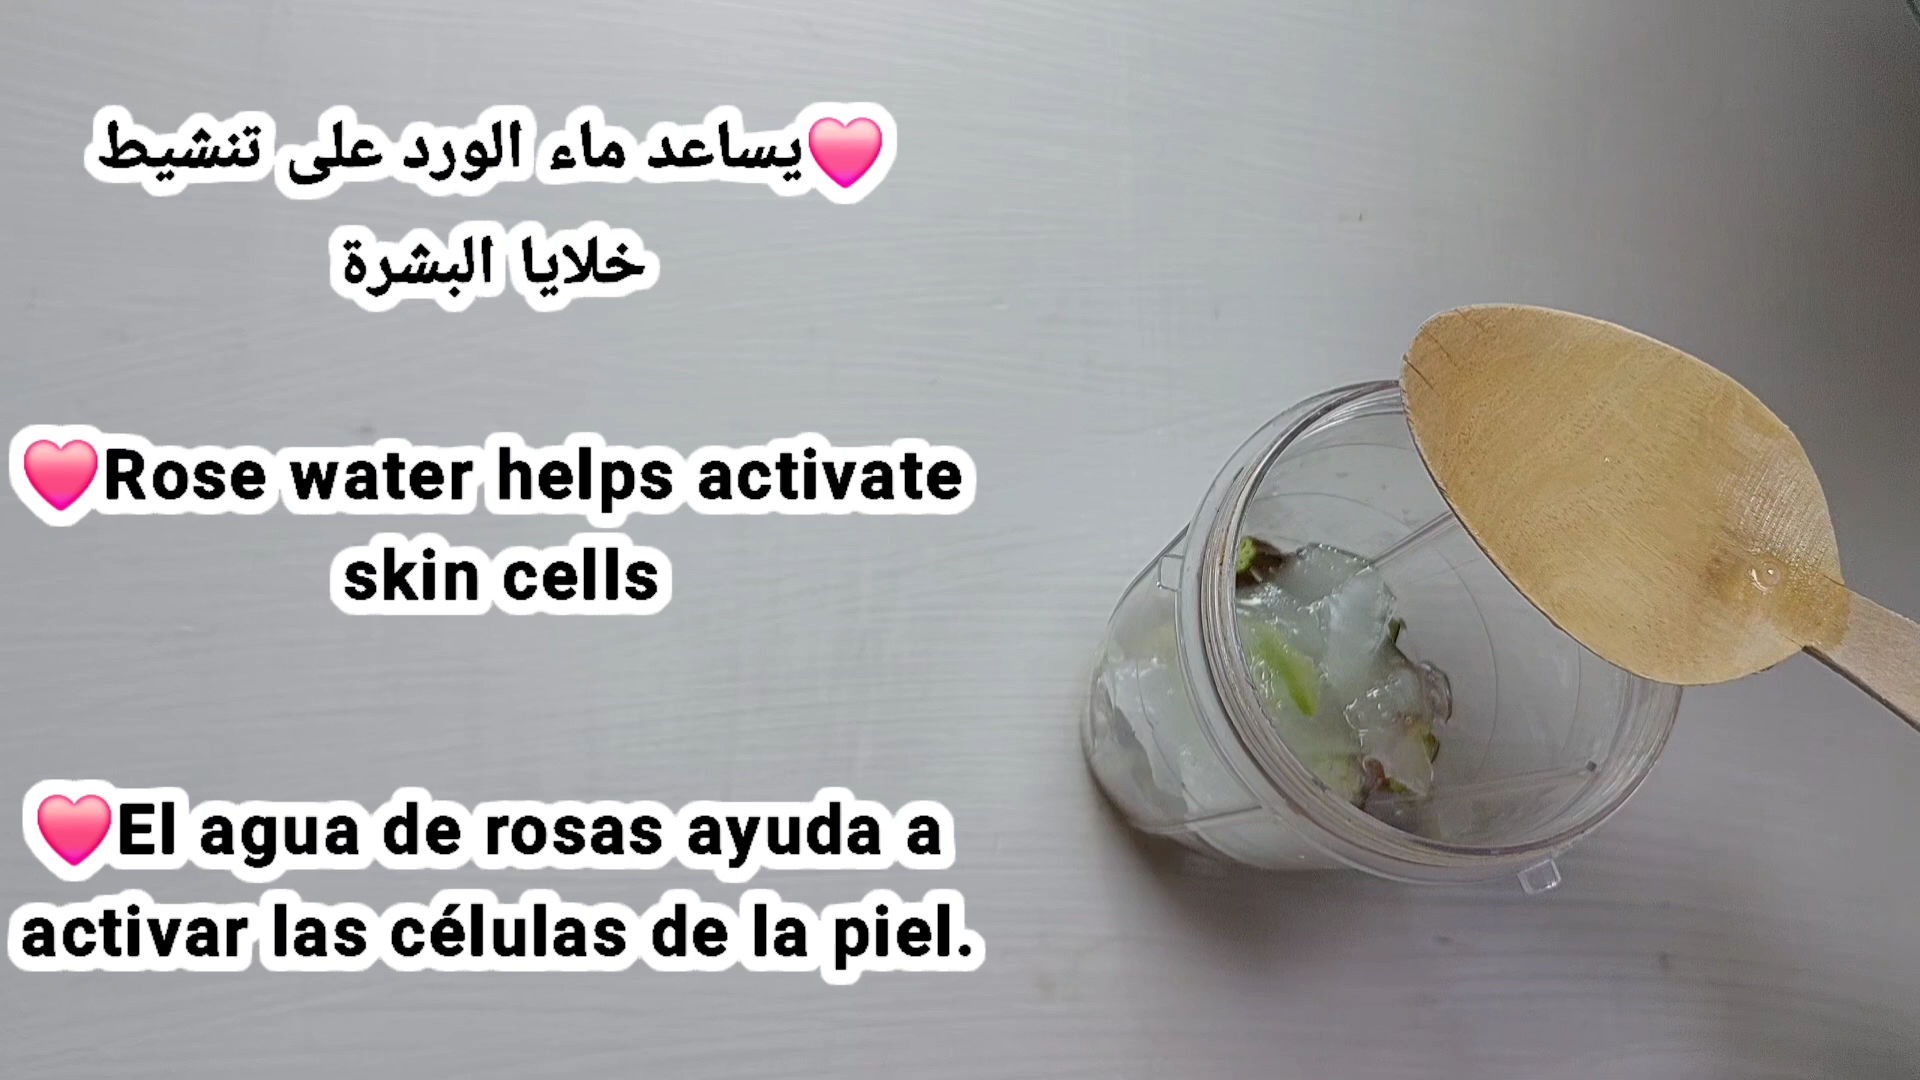 🩷يساعد ماء الورد على تنشيط
خلايا البشرة
🩷Rose water helps activate
skin cells
🩷El agua de rosas ayuda a
activar las células de la piel.